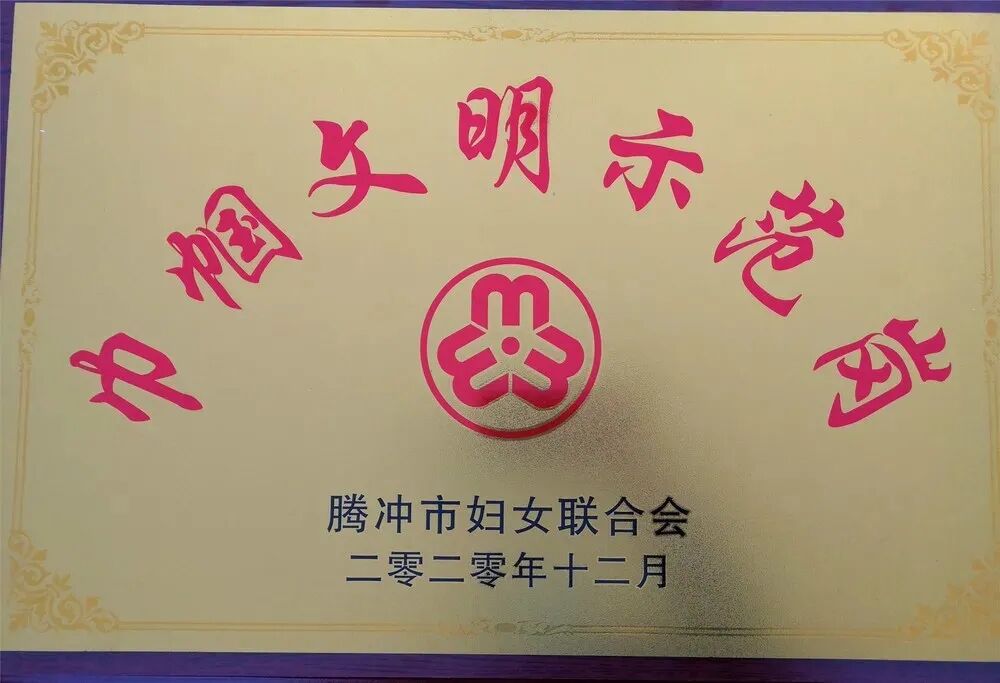 巾帼文明示范岗
腾冲市妇女联合会
二零二零年十二月